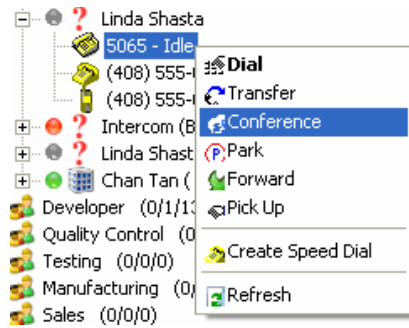 Linda Shasta
5065 - Idle
(408) 555-
(408) 555-
Intercom (B
Linda Shast
Chan Tan (
Developer (0/1/13
Quality Control (0
Testing (0/0/0)
Manufacturing (0/
Sales (0/0/0)
Dial
Transfer
Conference
Park
Forward
Pick Up
Create Speed Dial
Refresh